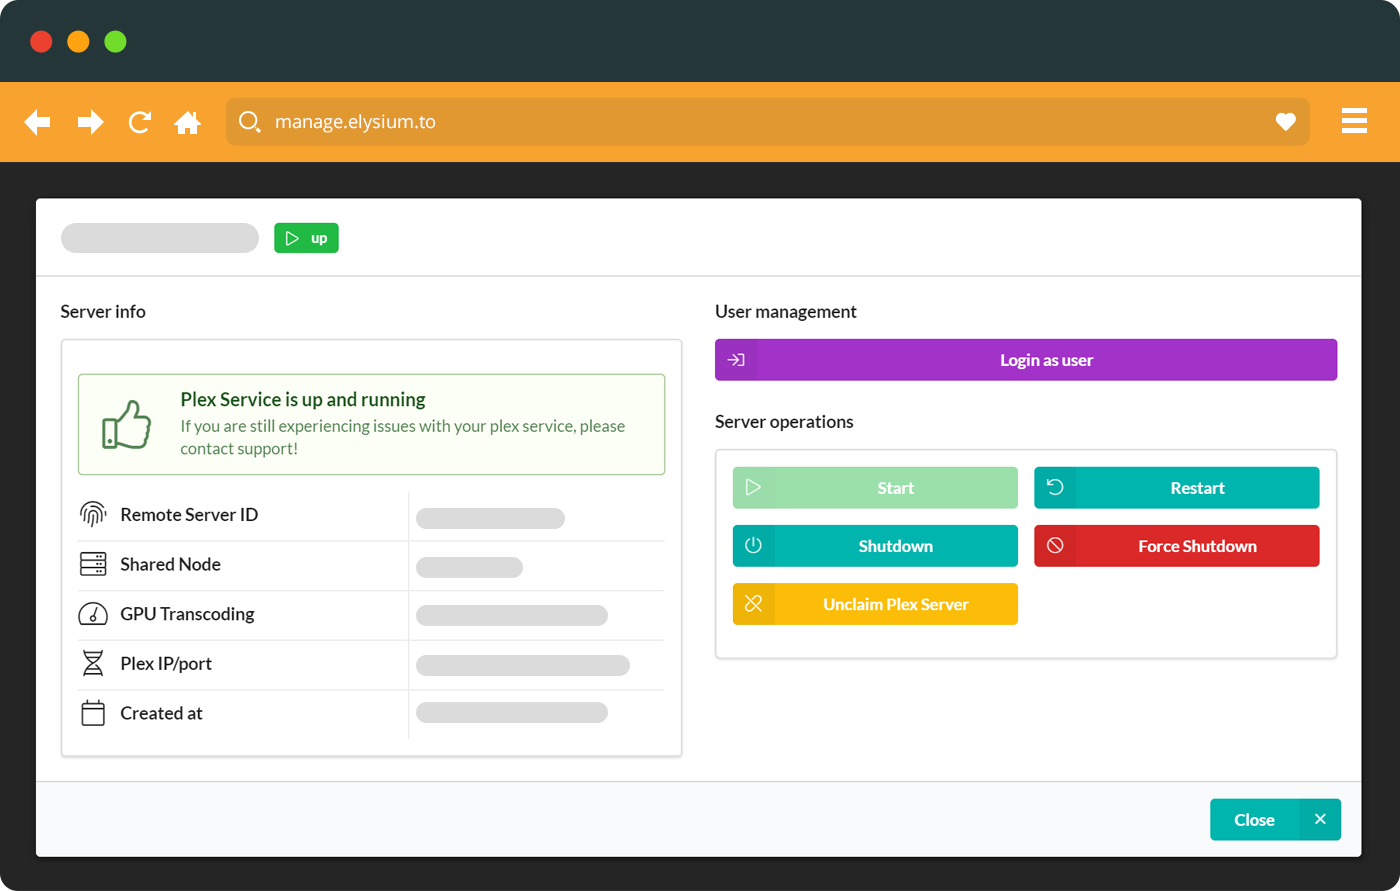 manage.elysium.to
up
Server info
Plex Service is up and running
If you are still experiencing issues with your plex service, please
contact support!
Remote Server ID
Shared Node
GPU Transcoding
Plex IP/port
Created at
User management
Login as user
Server operations
Start
Restart
Shutdown
Force Shutdown
Unclaim Plex Server
Close